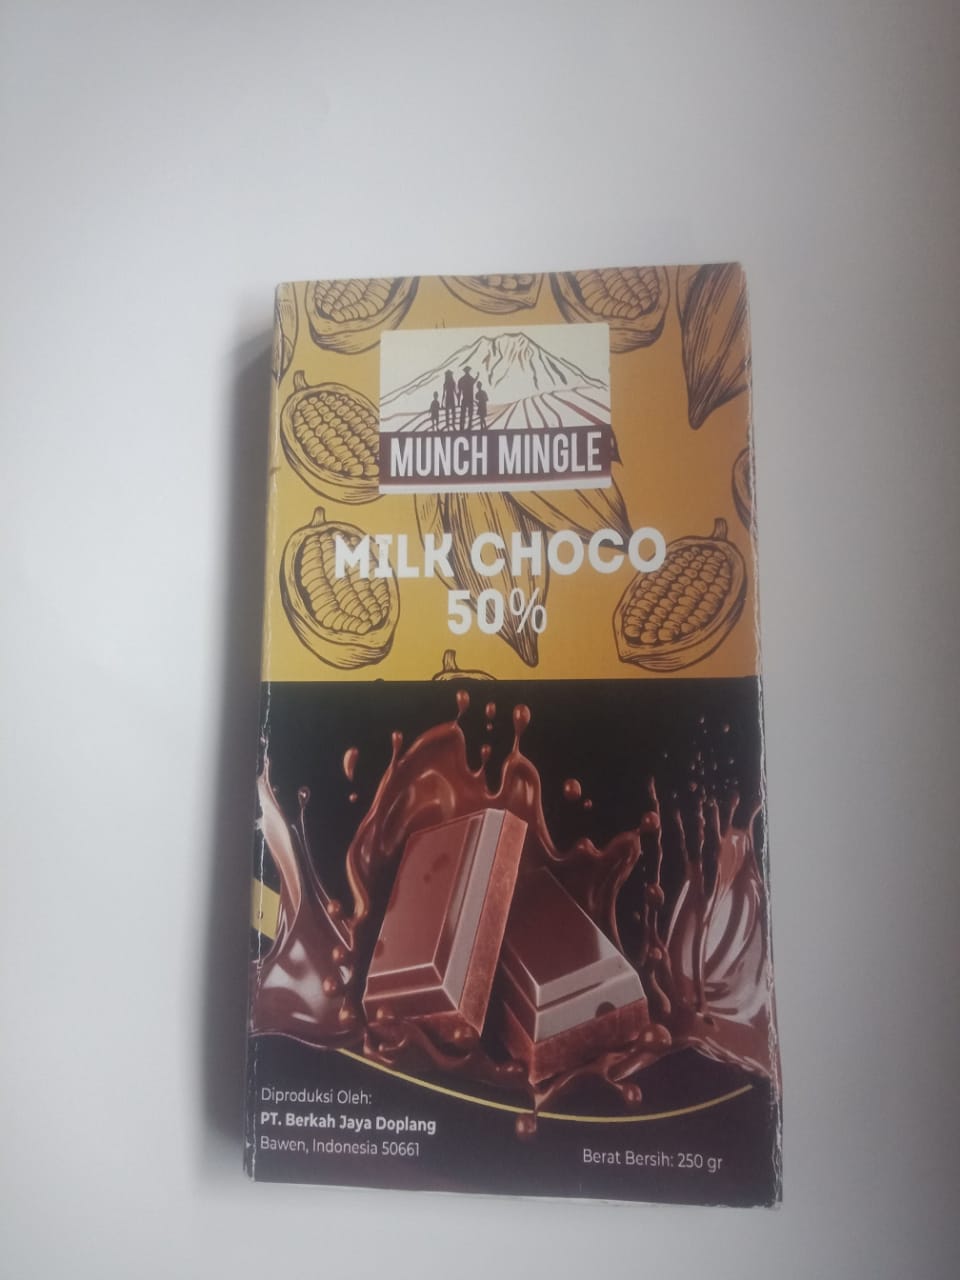 MUNCH MINGLE
MILK CHOCO
50%
Diproduksi Oleh:
PT. Berkah Jaya Doplang
Bawen, Indonesia 50661
Berat Bersih: 250 gr